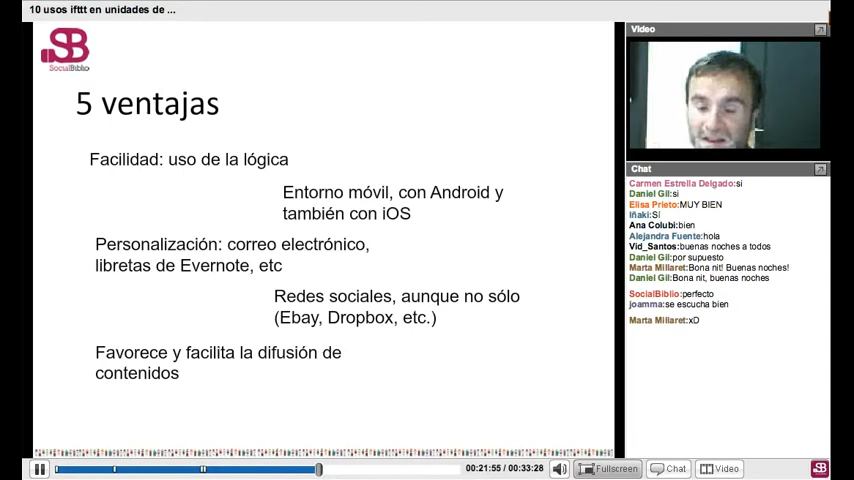 10 usos ifttt en unidades de ...
SB
SocialBiblio
5 ventajas
Facilidad: uso de la lógica
Entorno móvil, con Android y
también con iOS
Personalización: correo electrónico,
libretas de Evernote, etc
Redes sociales, aunque no sólo
(Ebay, Dropbox, etc.)
Favorece y facilita la difusión de
contenidos
Video
Chat
Carmen Estrella Delgado:si
Daniel Gil:si
Elisa Prieto:MUY BIEN
Iñaki:Sí
Ana Colubi:bien
Alejandra Fuente:hola
Vid_Santos:buenas noches a todos
Daniel Gil:por supuesto
Marta Millaret:Bona nit! Buenas noches!
Daniel Gil:Bona nit, buenas noches
SocialBiblio:perfecto
joamma:se escucha bien
Marta Millaret:xD
00:21:55 / 00:33:28
Fullscreen
Chat
Video
SB